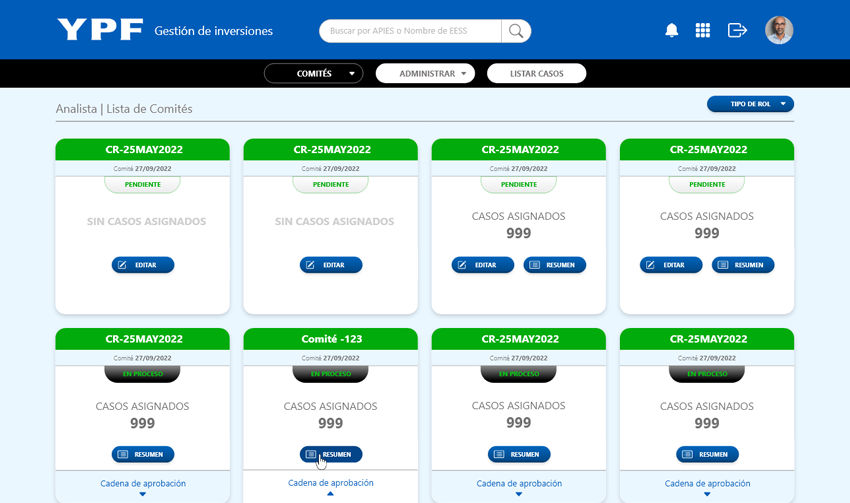 YPF Gestión de inversiones
Buscar por APIES o Nombre de EESS
COMITÉS
ADMINISTRAR
LISTAR CASOS
Analista | Lista de Comités
TIPO DE ROL
CR-25MAY2022
Comité 27/09/2022
PENDIENTE
SIN CASOS ASIGNADOS
EDITAR
CR-25MAY2022
Comité 27/09/2022
PENDIENTE
SIN CASOS ASIGNADOS
EDITAR
CR-25MAY2022
Comité 27/09/2022
PENDIENTE
CASOS ASIGNADOS
999
EDITAR
RESUMEN
CR-25MAY2022
Comité 27/09/2022
PENDIENTE
CASOS ASIGNADOS
999
EDITAR
RESUMEN
CR-25MAY2022
Comité 27/09/2022
EN PROCESO
CASOS ASIGNADOS
999
RESUMEN
Cadena de aprobación
Comité -123
Comité 27/09/2022
EN PROCESO
CASOS ASIGNADOS
999
RESUMEN
Cadena de aprobación
CR-25MAY2022
Comité 27/09/2022
EN PROCESO
CASOS ASIGNADOS
999
RESUMEN
Cadena de aprobación
CR-25MAY2022
Comité 27/09/2022
EN PROCESO
CASOS ASIGNADOS
999
RESUMEN
Cadena de aprobación